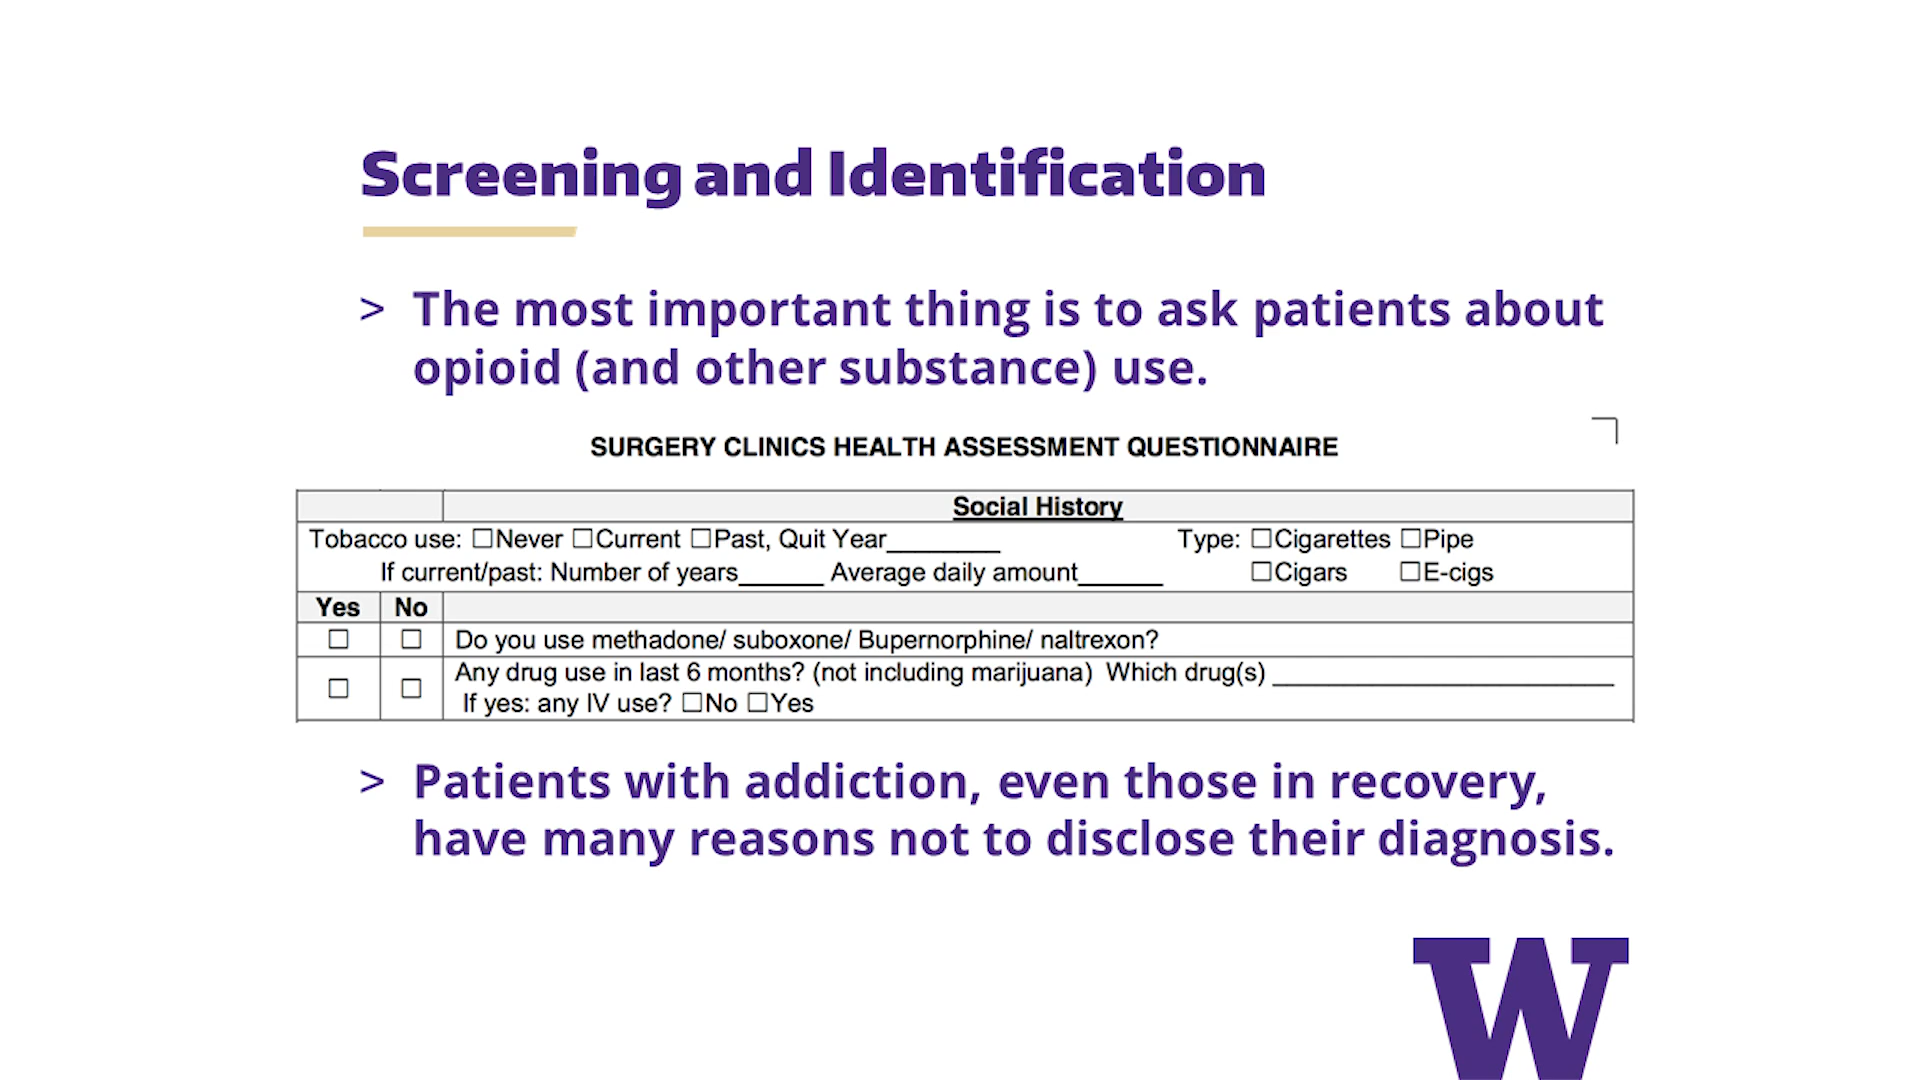 Screening and Identification
> The most important thing is to ask patients about
opioid (and other substance) use.
SURGERY CLINICS HEALTH ASSESSMENT QUESTIONNAIRE
Social History
Tobacco use: ☐Never ☐Current ☐Past, Quit Year________ Type: ☐Cigarettes ☐Pipe
If current/past: Number of years______ Average daily amount______ ☐Cigars ☐E-cigs
Yes No
☐ ☐ Do you use methadone/ suboxone/ Bupernorphine/ naltrexon?
☐ ☐ Any drug use in last 6 months? (not including marijuana) Which drug(s) ________________________
If yes: any IV use? ☐No ☐Yes
> Patients with addiction, even those in recovery,
have many reasons not to disclose their diagnosis.
W